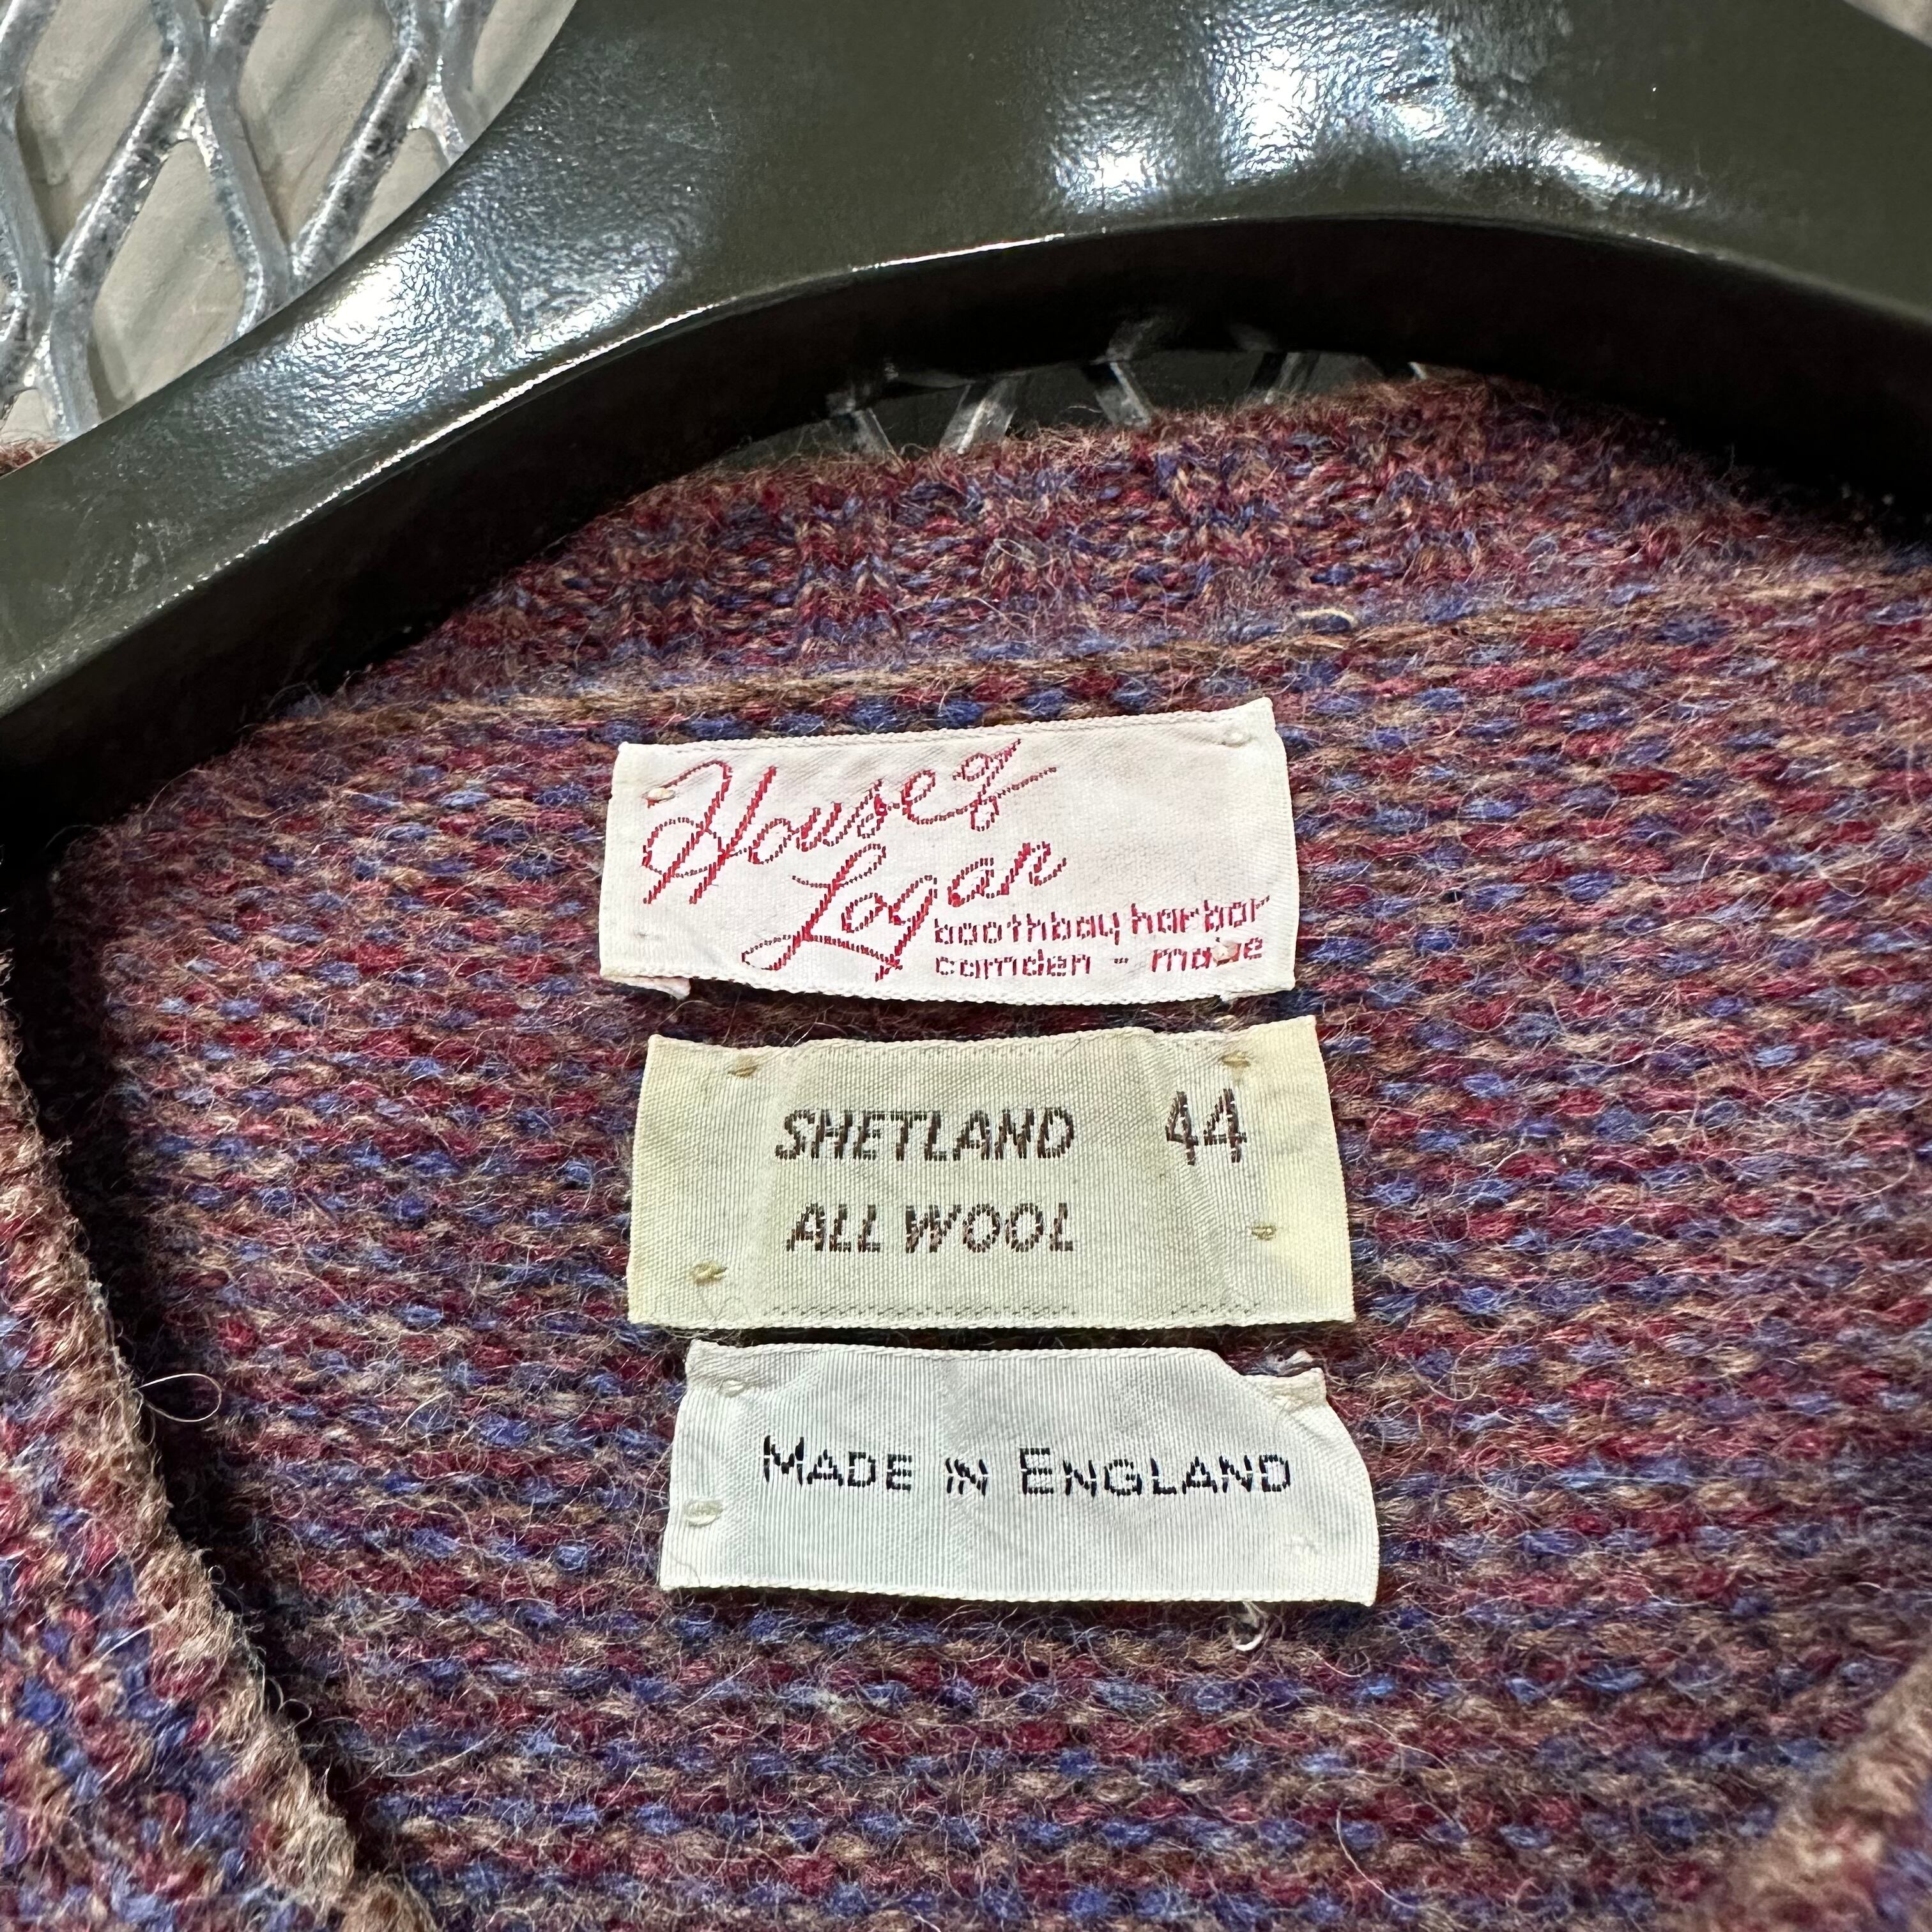 House of
Logan
boothbay harbor
camden - maine
SHETLAND 44
ALL WOOL
MADE IN ENGLAND